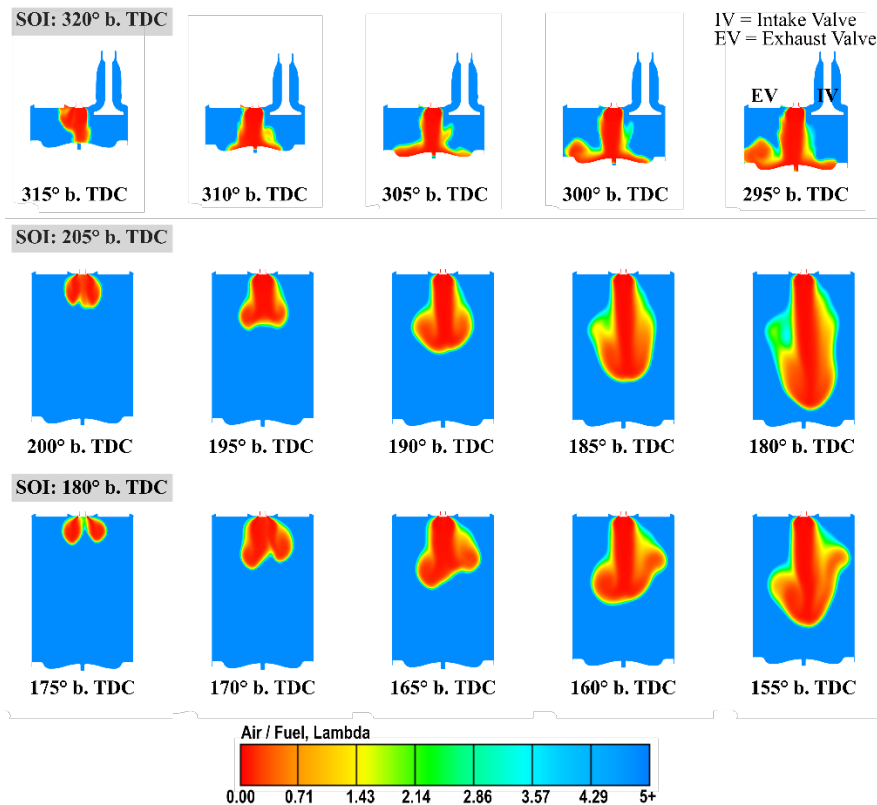 SOI: 320° b. TDC
IV = Intake Valve
EV = Exhaust Valve
EV IV
315° b. TDC 310° b. TDC 305° b. TDC 300° b. TDC 295° b. TDC
SOI: 205° b. TDC
200° b. TDC 195° b. TDC 190° b. TDC 185° b. TDC 180° b. TDC
SOI: 180° b. TDC
175° b. TDC 170° b. TDC 165° b. TDC 160° b. TDC 155° b. TDC
Air / Fuel, Lambda
0.00 0.71 1.43 2.14 2.86 3.57 4.29 5+